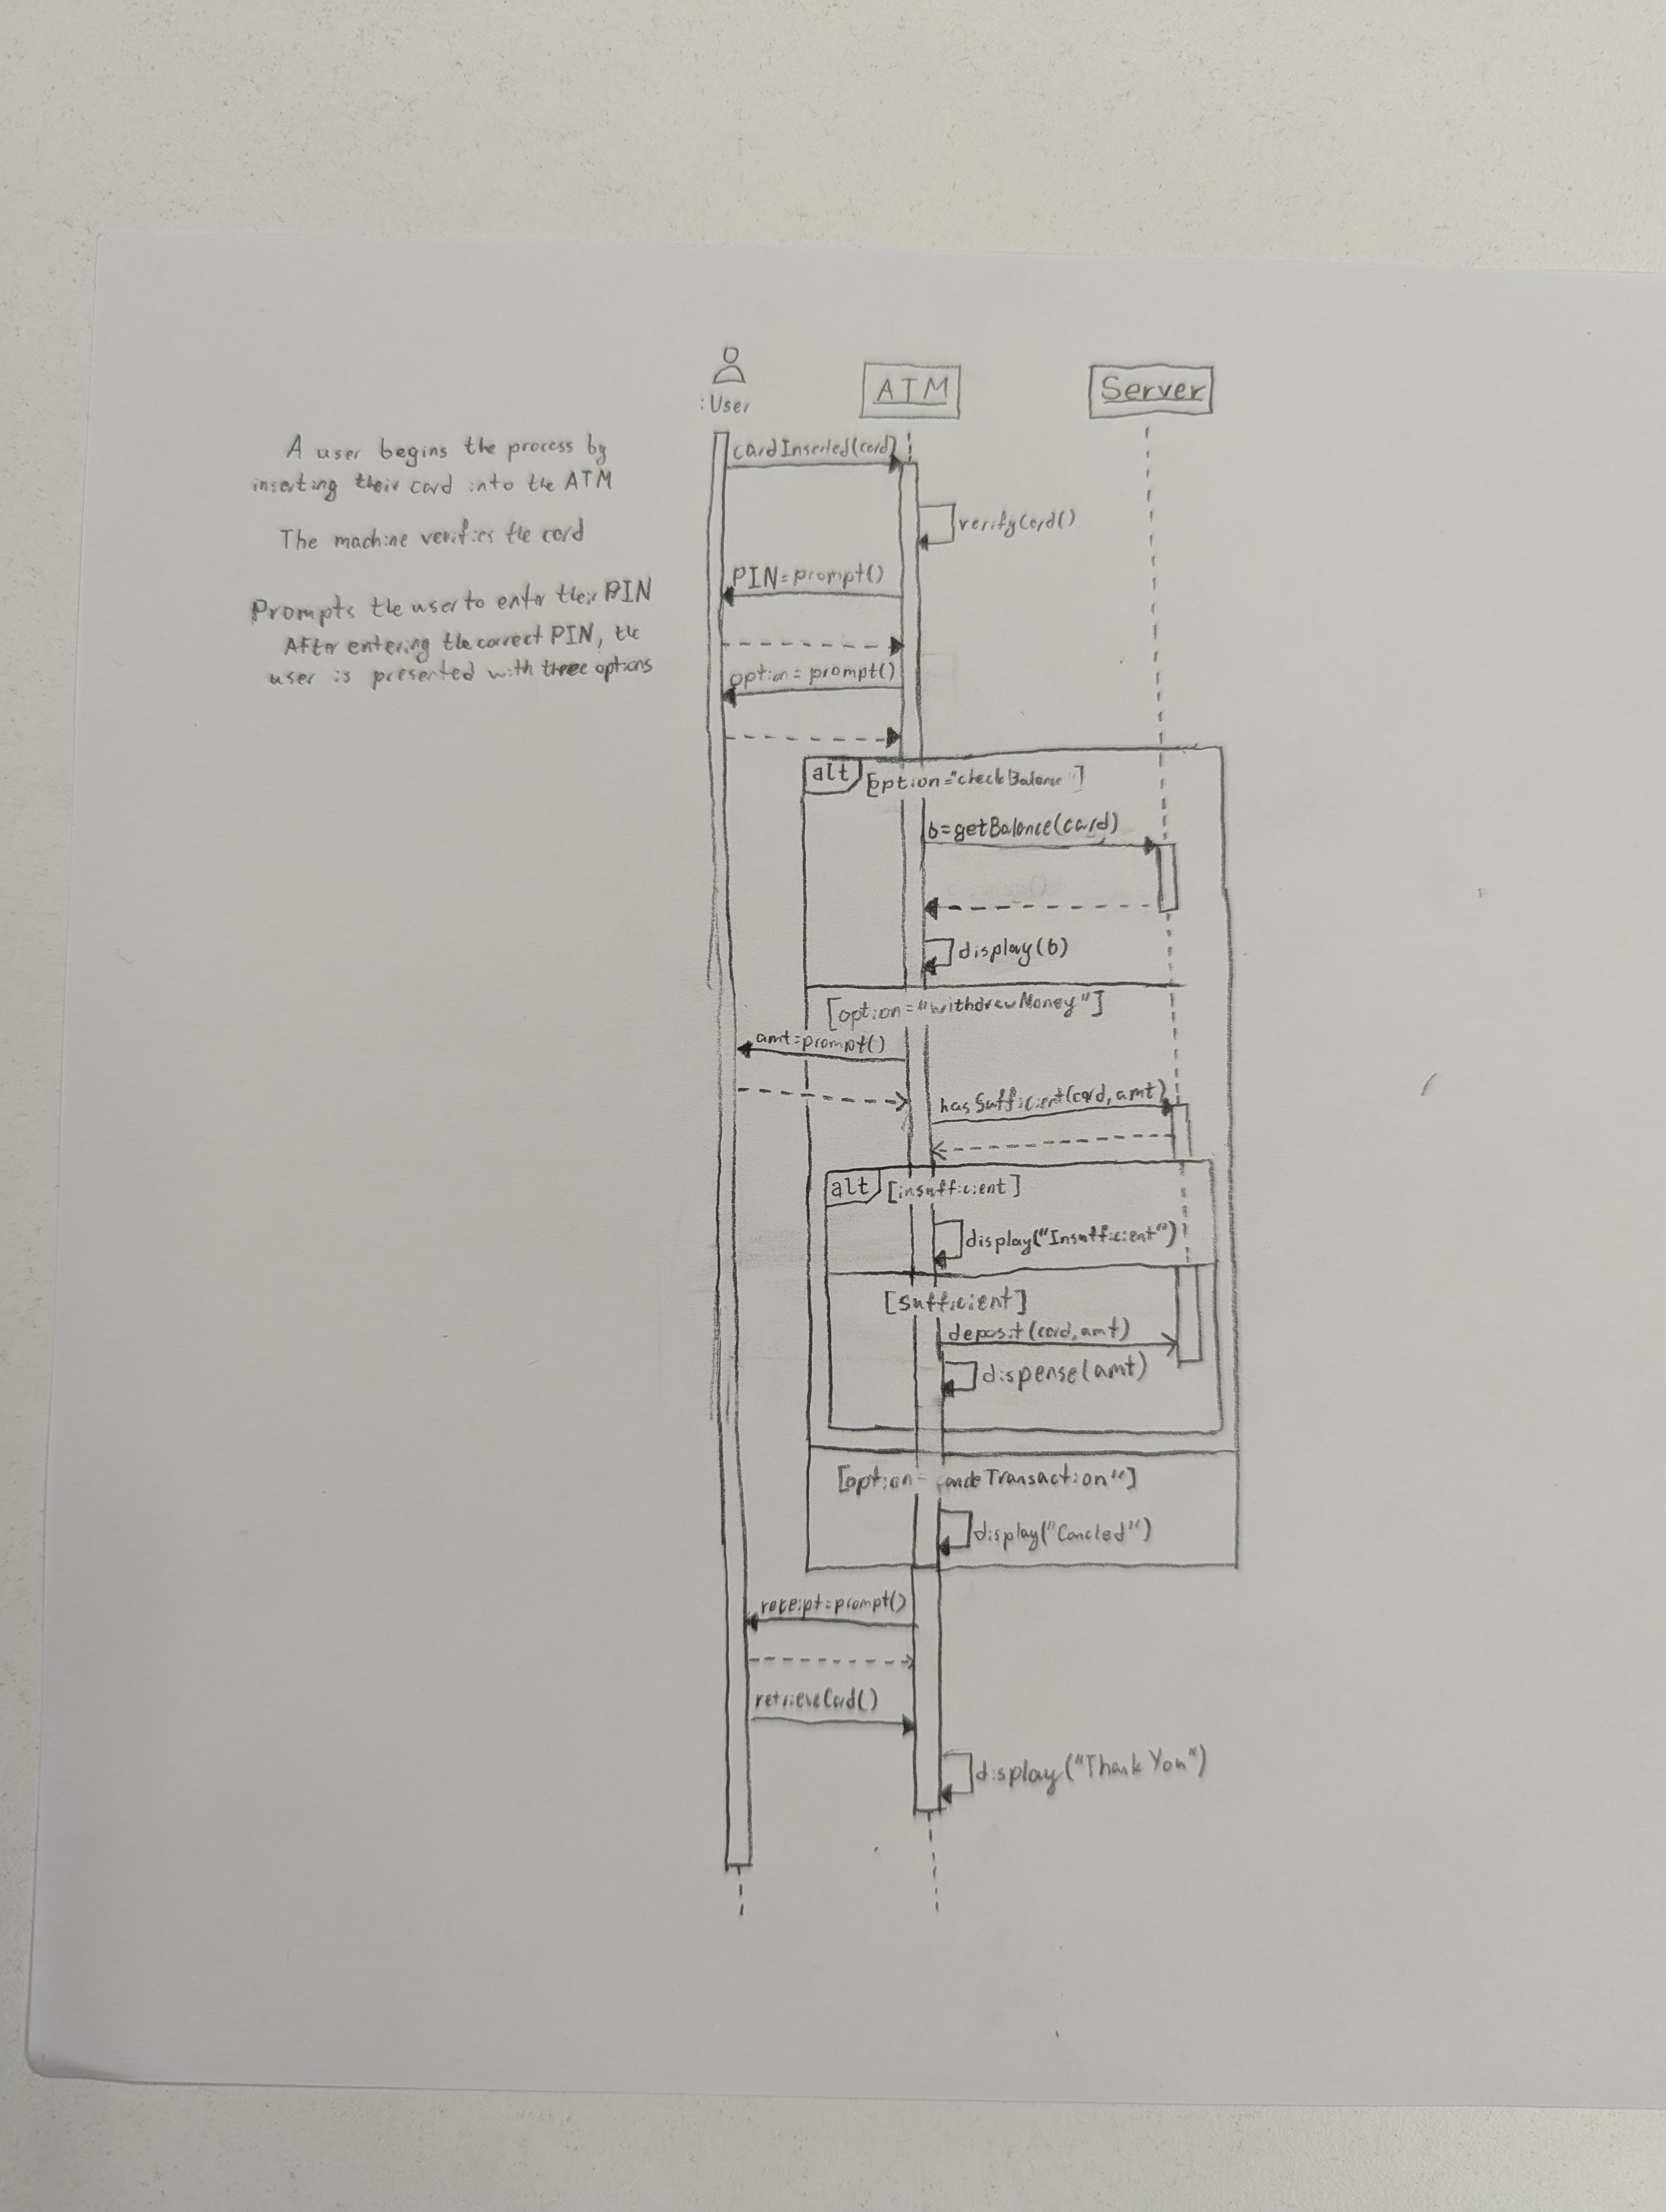 :User
ATM
Server
A user begins the process by
inserting their card into the ATM
The machine verifies the card
Prompts the user to enter their PIN
After entering the correct PIN, the
user is presented with three options
cardInserted(card)
verifyCard()
PIN=prompt()
option=prompt()
alt [option="checkBalance"]
b=getBalance(card)
display(b)
[option="withdrawMoney"]
amt=prompt()
hasSufficient(card,amt)
alt [insufficient]
display("Insufficient")
[sufficient]
deposit(card,amt)
dispense(amt)
[option= Transaction"]
display("Cancled")
receipt=prompt()
retrieveCard()
display("Thank You")